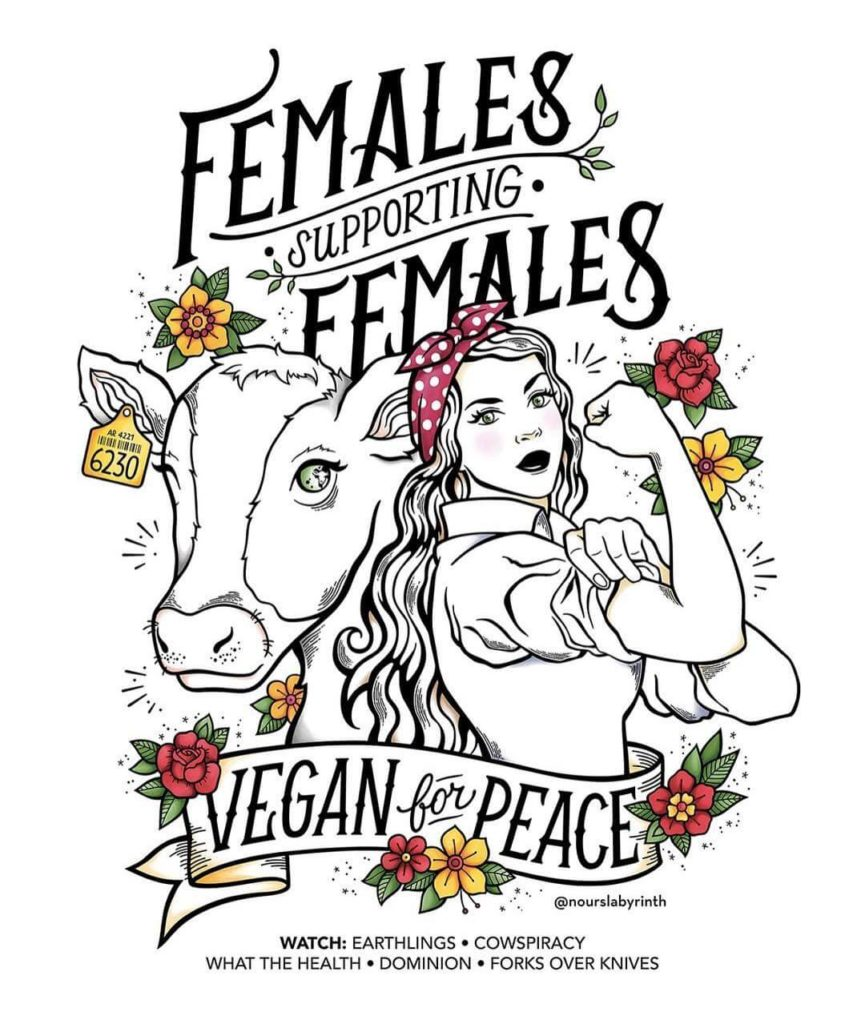 FEMALES
• SUPPORTING •
FEMALES
AR 4221
6230
VEGAN for PEACE
@nourslabyrinth
WATCH: EARTHLINGS • COWSPIRACY
WHAT THE HEALTH • DOMINION • FORKS OVER KNIVES